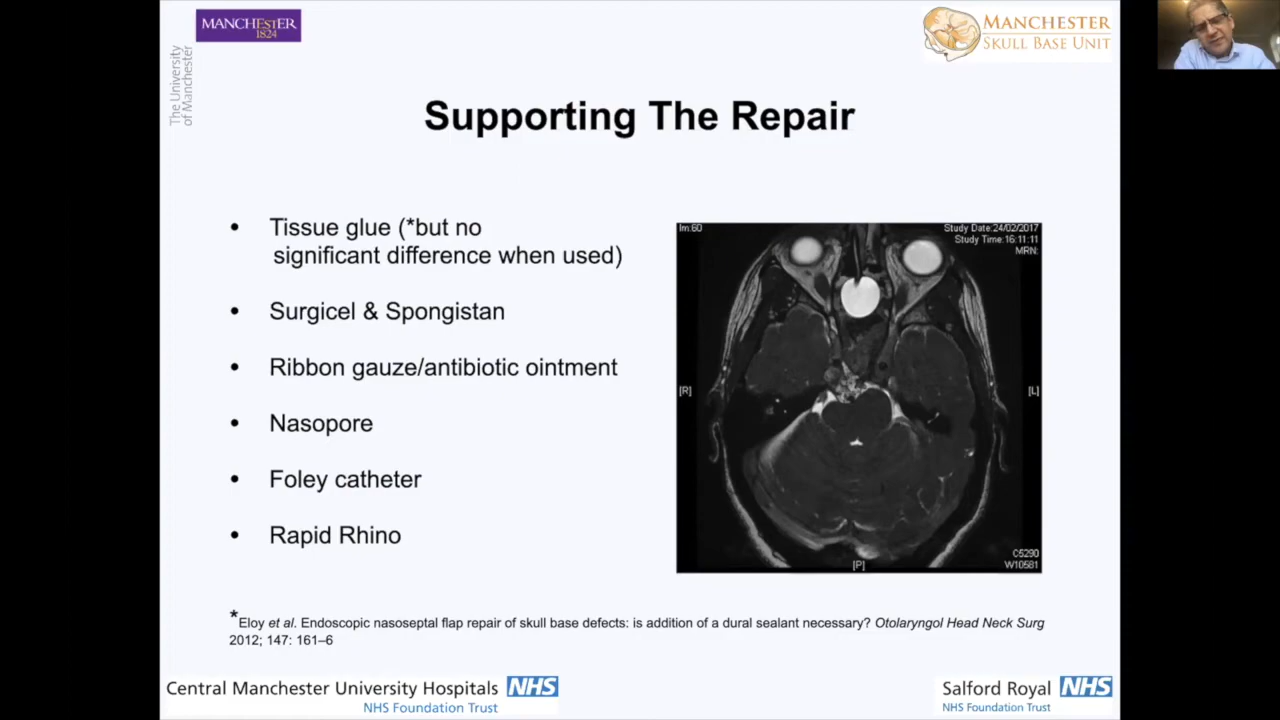 MANCHESTER
1824
The University
of Manchester
MANCHESTER
SKULL BASE UNIT
Supporting The Repair
• Tissue glue (*but no
significant difference when used)
• Surgicel & Spongistan
• Ribbon gauze/antibiotic ointment
• Nasopore
• Foley catheter
• Rapid Rhino
Im:60
Study Date:24/02/2017
Study Time:16:11:11
MRN:
[R]
[L]
[P]
C5290
W10581
*Eloy et al. Endoscopic nasoseptal flap repair of skull base defects: is addition of a dural sealant necessary? Otolaryngol Head Neck Surg
2012; 147: 161–6
Central Manchester University Hospitals NHS
NHS Foundation Trust
Salford Royal NHS
NHS Foundation Trust